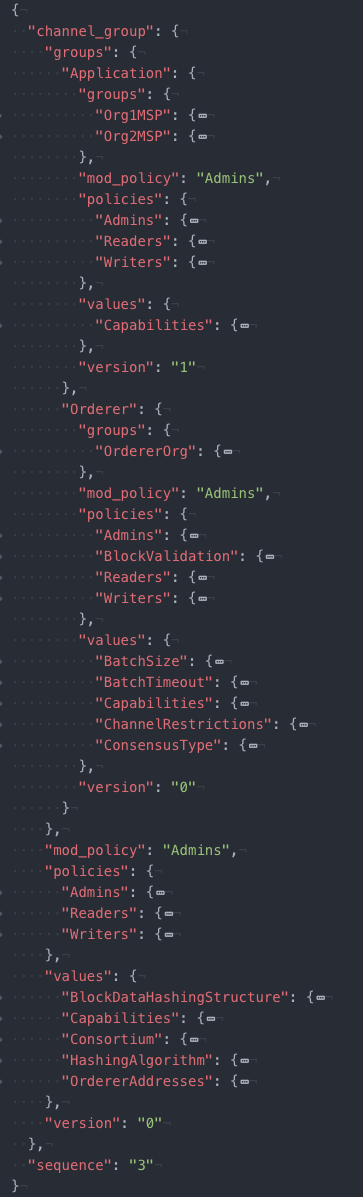 {
"channel_group": {
"groups": {
"Application": {
"groups": {
"Org1MSP": {
"Org2MSP": {
},
"mod_policy": "Admins",
"policies": {
"Admins": {
"Readers": {
"Writers": {
},
"values": {
"Capabilities": {
},
"version": "1"
},
"Orderer": {
"groups": {
"OrdererOrg": {
},
"mod_policy": "Admins",
"policies": {
"Admins": {
"BlockValidation": {
"Readers": {
"Writers": {
},
"values": {
"BatchSize": {
"BatchTimeout": {
"Capabilities": {
"ChannelRestrictions": {
"ConsensusType": {
},
"version": "0"
}
},
"mod_policy": "Admins",
"policies": {
"Admins": {
"Readers": {
"Writers": {
},
"values": {
"BlockDataHashingStructure": {
"Capabilities": {
"Consortium": {
"HashingAlgorithm": {
"OrdererAddresses": {
},
"version": "0"
},
"sequence": "3"
}